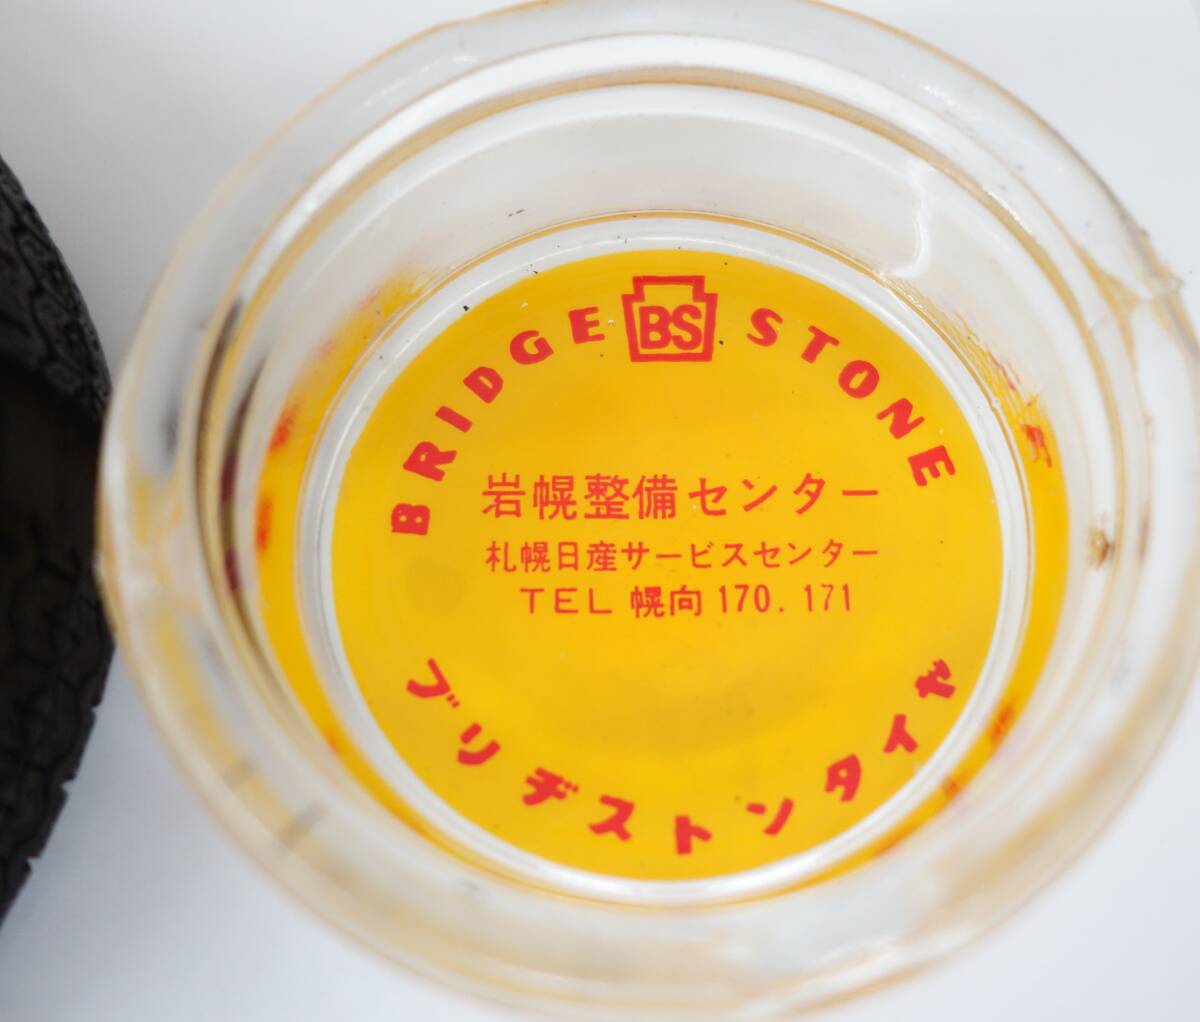 BRIDGE BS STONE
岩幌整備センター
札幌日産サービスセンター
TEL 幌向 170. 171
ブリヂストンタイヤ